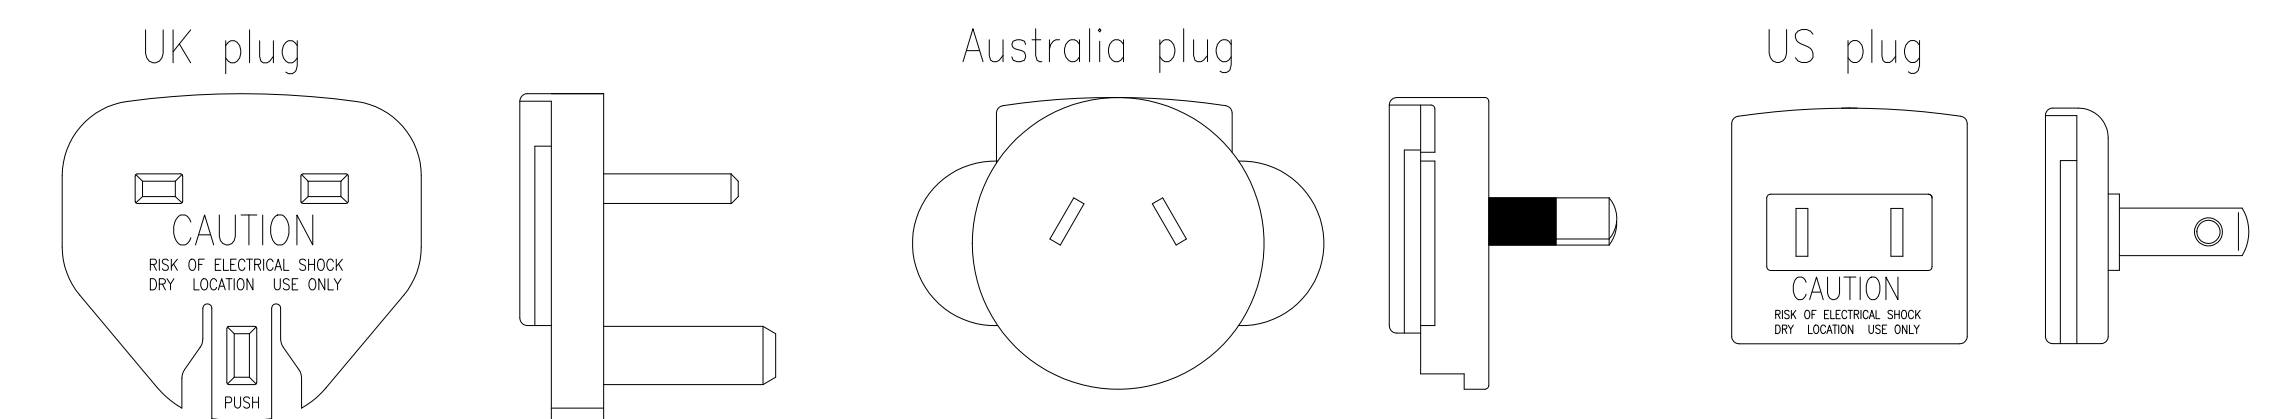 UK plug
Australia plug
US plug
CAUTION
RISK OF ELECTRICAL SHOCK
DRY LOCATION USE ONLY
PUSH
CAUTION
RISK OF ELECTRICAL SHOCK
DRY LOCATION USE ONLY